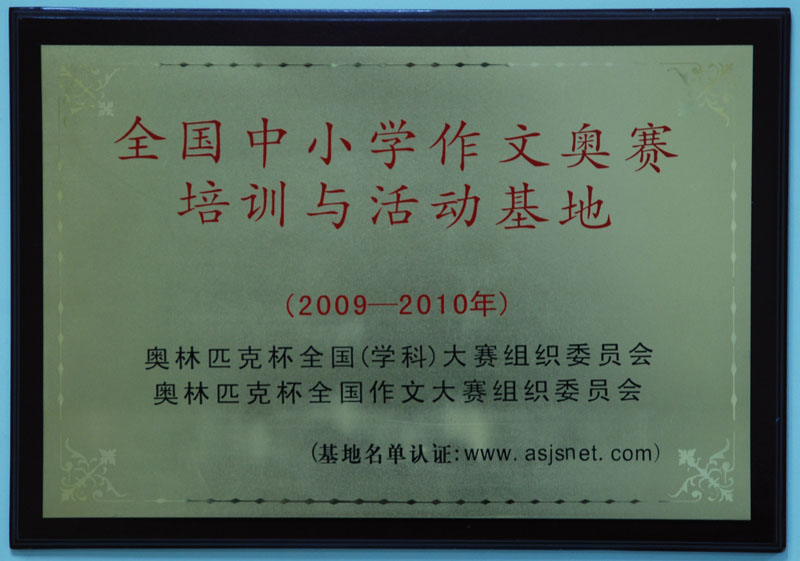 全国中小学作文奥赛
培训与活动基地
(2009—2010年)
奥林匹克杯全国(学科)大赛组织委员会
奥林匹克杯全国作文大赛组织委员会
(基地名单认证:www.asjsnet.com)